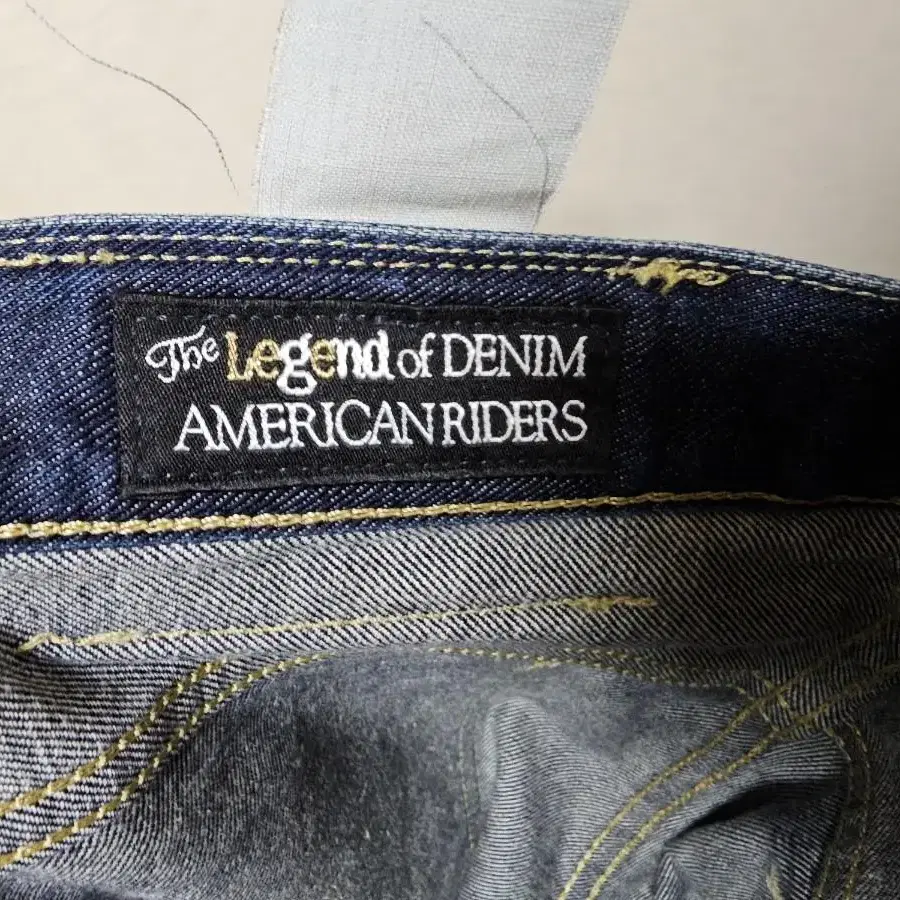 The Legend of DENIM
AMERICAN RIDERS